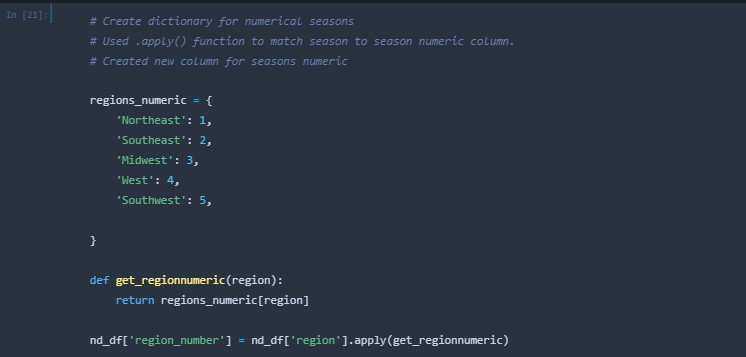 In [21]:
# Create dictionary for numerical seasons
# Used .apply() function to match season to season numeric column.
# Created new column for seasons numeric
regions_numeric = {
    'Northeast': 1,
    'Southeast': 2,
    'Midwest': 3,
    'West': 4,
    'Southwest': 5,
}
def get_regionnumeric(region):
    return regions_numeric[region]
nd_df['region_number'] = nd_df['region'].apply(get_regionnumeric)